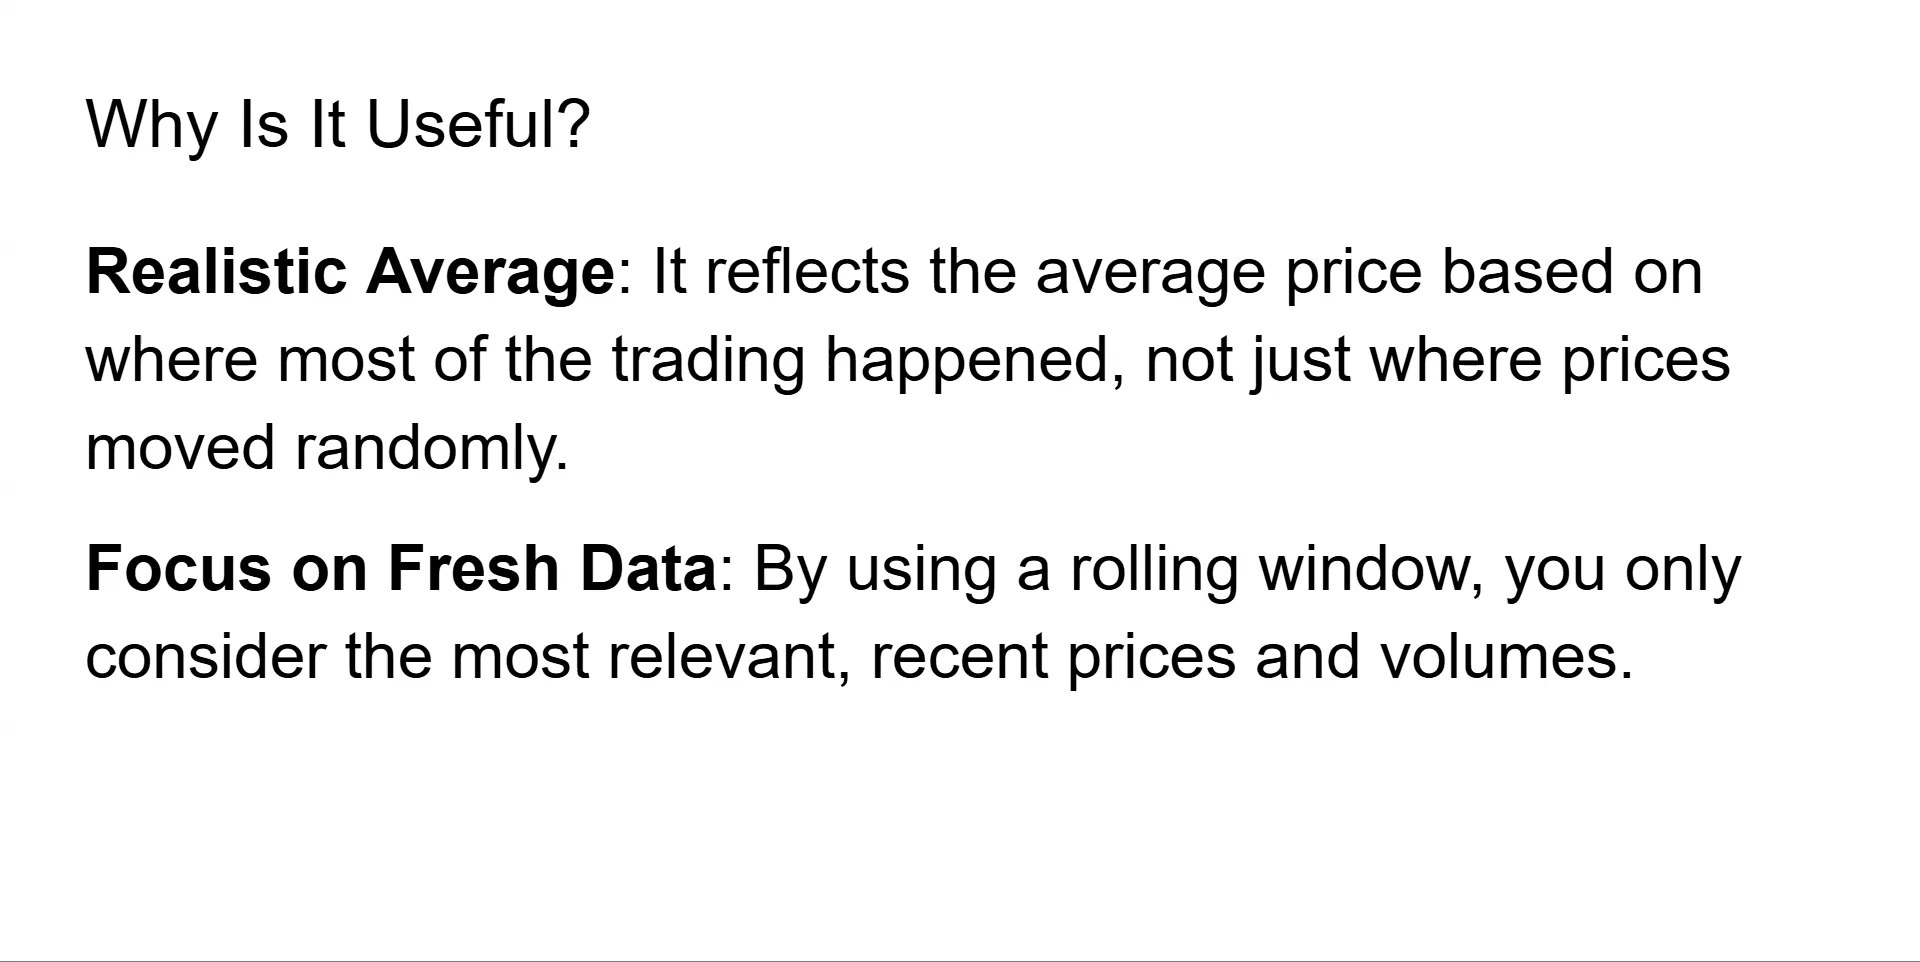 Why Is It Useful?
Realistic Average: It reflects the average price based on
where most of the trading happened, not just where prices
moved randomly.
Focus on Fresh Data: By using a rolling window, you only
consider the most relevant, recent prices and volumes.